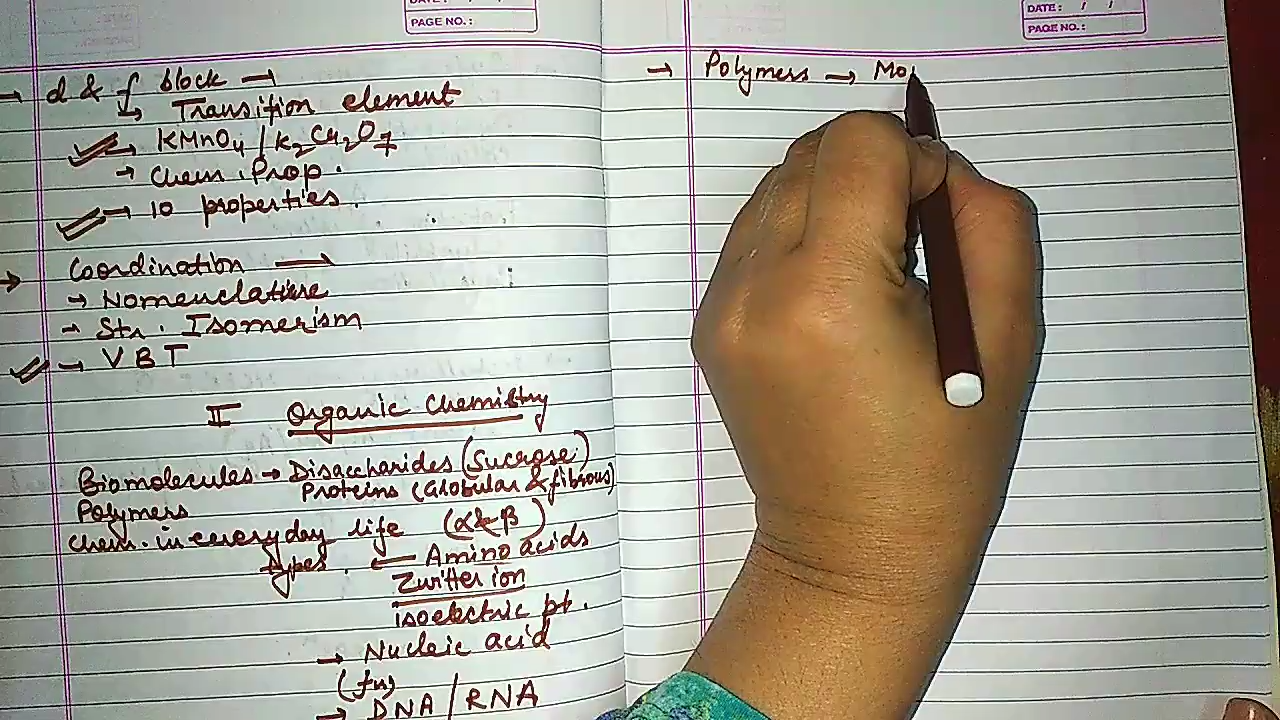 DATE: / /
PAGE NO.:
→ d & f block →
→ Transition element
→ KMnO4 / K2Cr2O7
→ Chem. Prop.
→ 10 properties.
→ Coordination →
→ Nomenclature
→ Str. Isomerism
→ VBT
II Organic Chemistry
Biomolecules → Disaccharides (Sucrose)
Proteins (Globular & fibrous)
Polymers
Chem. in everyday life (α & β)
types. ← Amino acids
Zwitter ion
isoelectric pt.
→ Nucleic acid
(fn)
→ DNA / RNA
DATE: / /
PAGE NO.:
→ Polymers → Mo